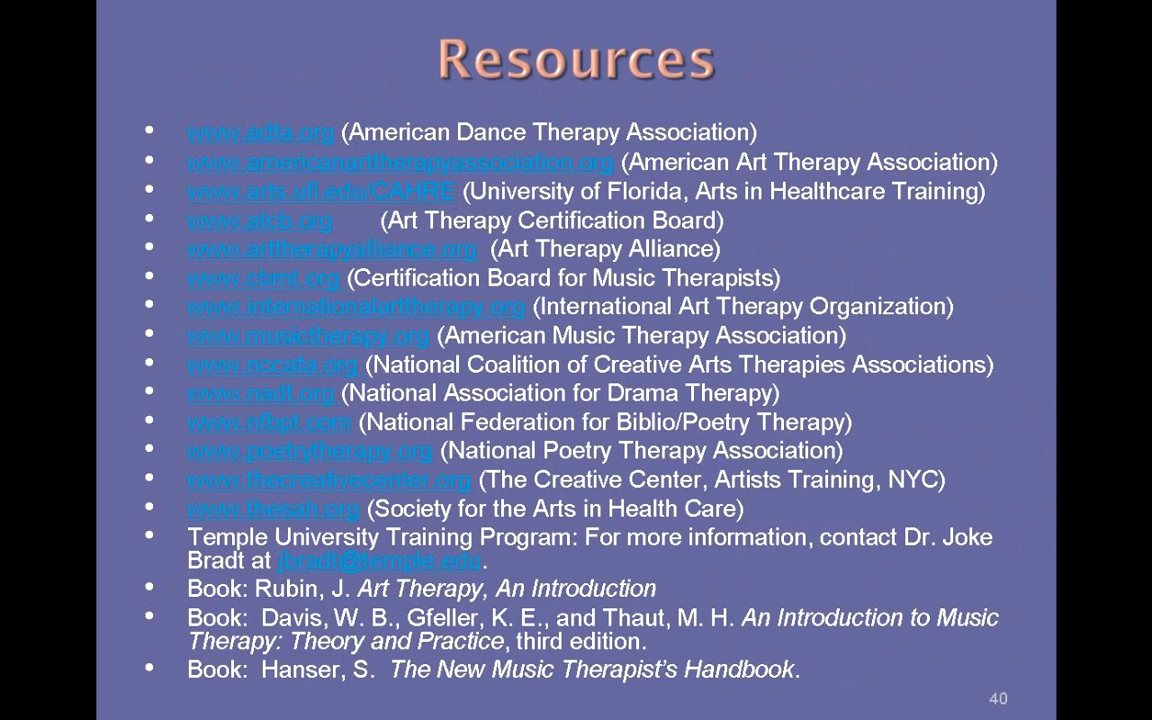 Resources
• www.adta.org (American Dance Therapy Association)
• www.americanarttherapyassociation.org (American Art Therapy Association)
• www.arts.ufl.edu/CAHRE (University of Florida, Arts in Healthcare Training)
• www.atcb.org (Art Therapy Certification Board)
• www.arttherapyalliance.org (Art Therapy Alliance)
• www.cbmt.org (Certification Board for Music Therapists)
• www.internationalarttherapy.org (International Art Therapy Organization)
• www.musictherapy.org (American Music Therapy Association)
• www.nccata.org (National Coalition of Creative Arts Therapies Associations)
• www.nadt.org (National Association for Drama Therapy)
• www.nfbpt.com (National Federation for Biblio/Poetry Therapy)
• www.poetrytherapy.org (National Poetry Therapy Association)
• www.thecreativecenter.org (The Creative Center, Artists Training, NYC)
• www.thesah.org (Society for the Arts in Health Care)
• Temple University Training Program: For more information, contact Dr. Joke
Bradt at jbradt@temple.edu.
• Book: Rubin, J. Art Therapy, An Introduction
• Book: Davis, W. B., Gfeller, K. E., and Thaut, M. H. An Introduction to Music
Therapy: Theory and Practice, third edition.
• Book: Hanser, S. The New Music Therapist's Handbook.
40